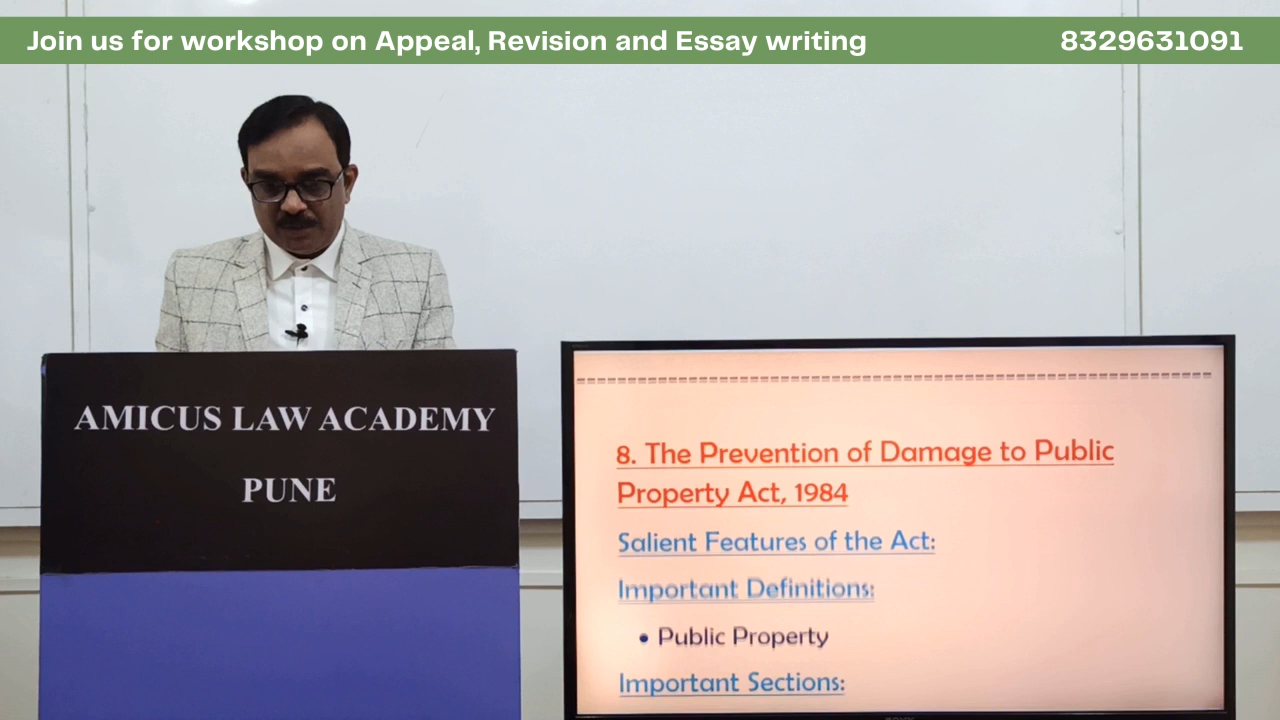 Join us for workshop on Appeal, Revision and Essay writing 8329631091
AMICUS LAW ACADEMY
PUNE
8. The Prevention of Damage to Public
Property Act, 1984
Salient Features of the Act:
Important Definitions:
• Public Property
Important Sections: